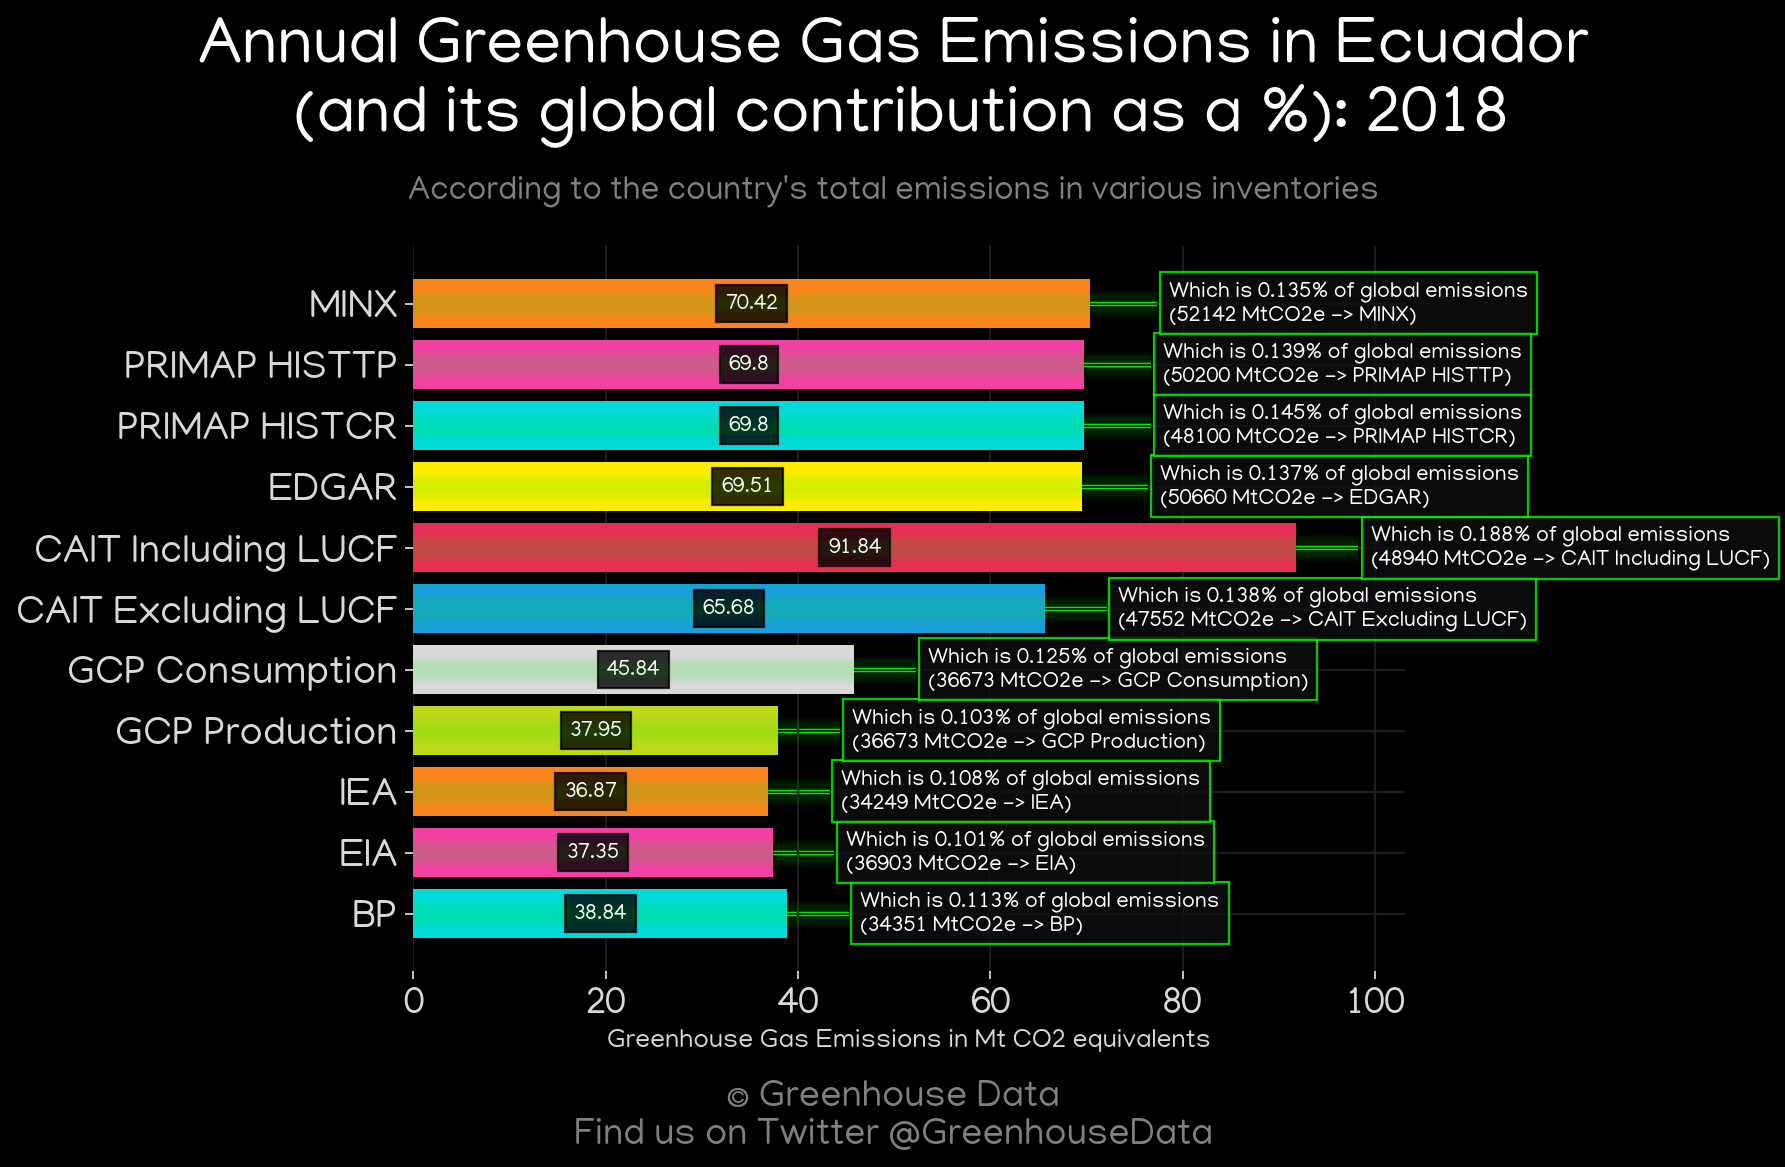 Annual Greenhouse Gas Emissions in Ecuador
(and its global contribution as a %): 2018
According to the country's total emissions in various inventories
MINX
70.42
Which is 0.135% of global emissions
(52142 MtCO2e -> MINX)
PRIMAP HISTTP
69.8
Which is 0.139% of global emissions
(50200 MtCO2e -> PRIMAP HISTTP)
PRIMAP HISTCR
69.8
Which is 0.145% of global emissions
(48100 MtCO2e -> PRIMAP HISTCR)
EDGAR
69.51
Which is 0.137% of global emissions
(50660 MtCO2e -> EDGAR)
CAIT Including LUCF
91.84
Which is 0.188% of global emissions
(48940 MtCO2e -> CAIT Including LUCF)
CAIT Excluding LUCF
65.68
Which is 0.138% of global emissions
(47552 MtCO2e -> CAIT Excluding LUCF)
GCP Consumption
45.84
Which is 0.125% of global emissions
(36673 MtCO2e -> GCP Consumption)
GCP Production
37.95
Which is 0.103% of global emissions
(36673 MtCO2e -> GCP Production)
IEA
36.87
Which is 0.108% of global emissions
(34249 MtCO2e -> IEA)
EIA
37.35
Which is 0.101% of global emissions
(36903 MtCO2e -> EIA)
BP
38.84
Which is 0.113% of global emissions
(34351 MtCO2e -> BP)
0 20 40 60 80 100
Greenhouse Gas Emissions in Mt CO2 equivalents
© Greenhouse Data
Find us on Twitter @GreenhouseData